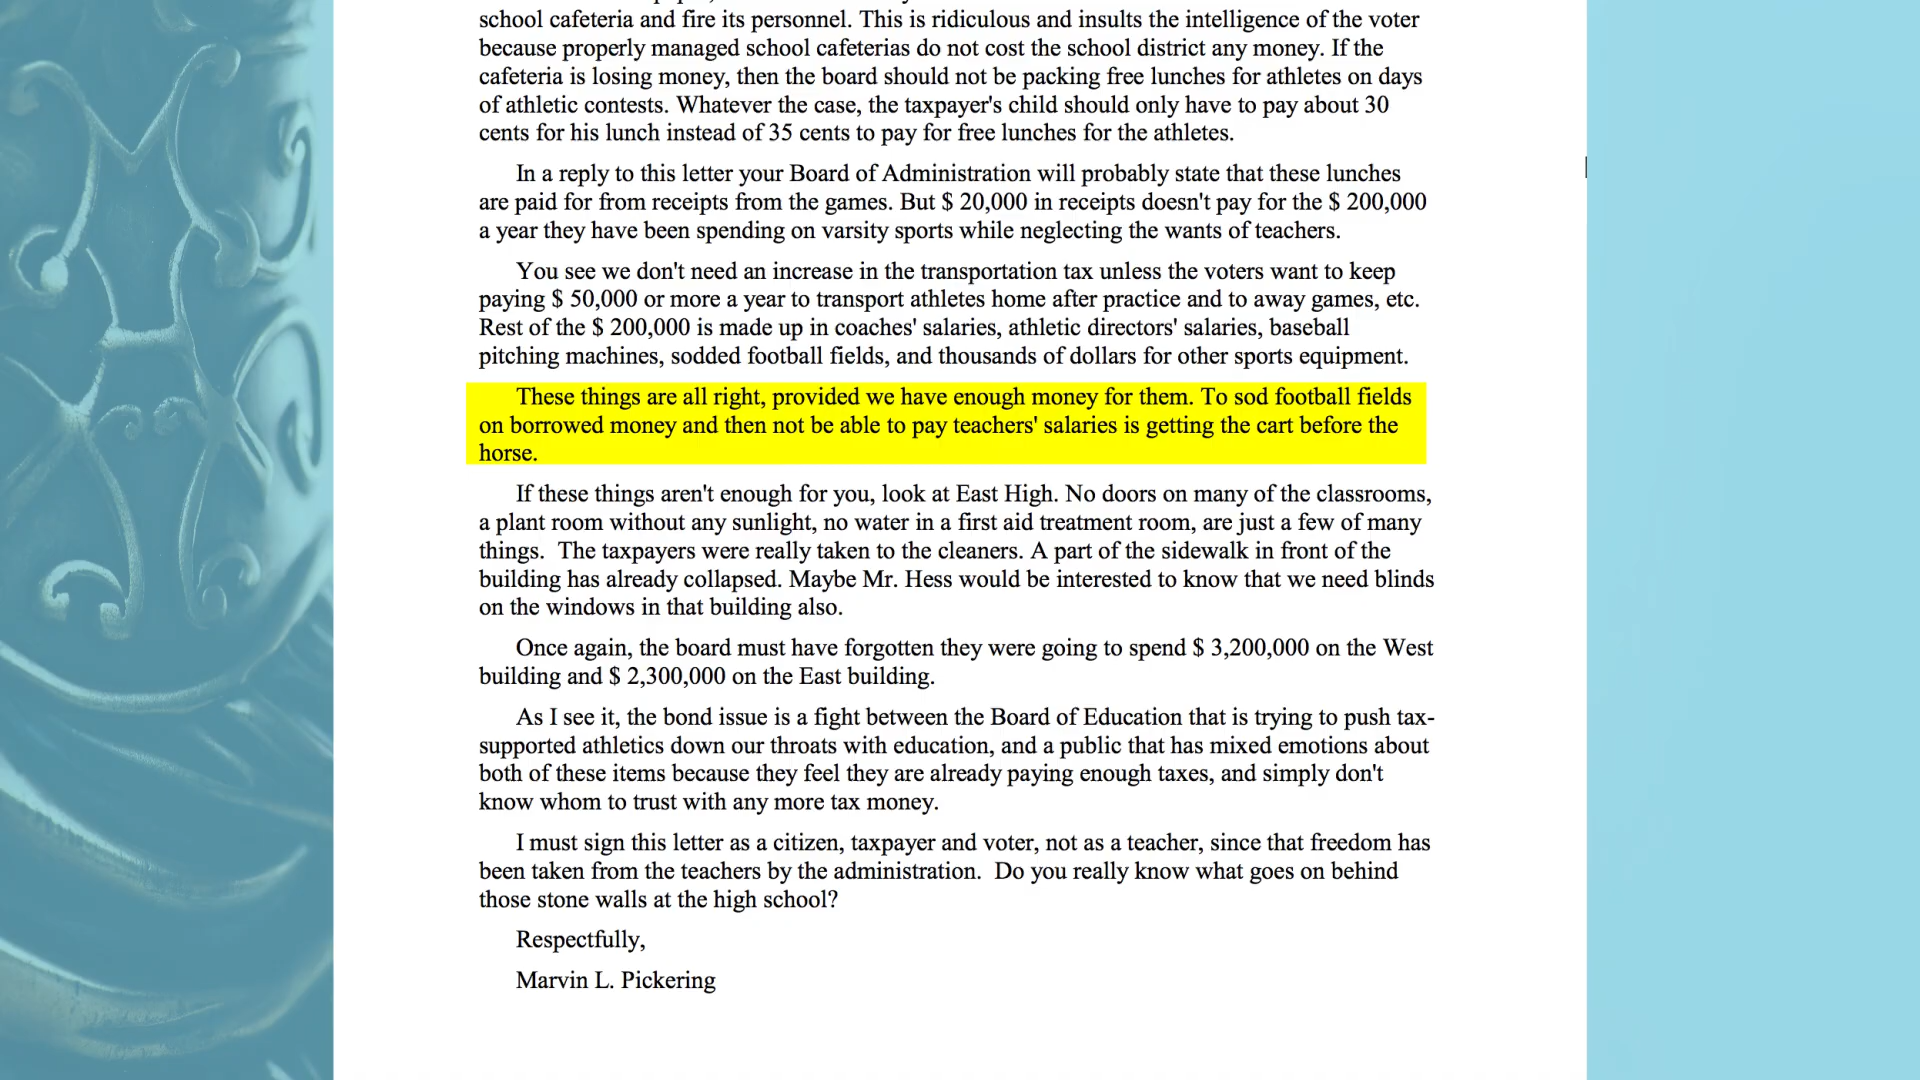 school cafeteria and fire its personnel. This is ridiculous and insults the intelligence of the voter
because properly managed school cafeterias do not cost the school district any money. If the
cafeteria is losing money, then the board should not be packing free lunches for athletes on days
of athletic contests. Whatever the case, the taxpayer's child should only have to pay about 30
cents for his lunch instead of 35 cents to pay for free lunches for the athletes.
In a reply to this letter your Board of Administration will probably state that these lunches
are paid for from receipts from the games. But $ 20,000 in receipts doesn't pay for the $ 200,000
a year they have been spending on varsity sports while neglecting the wants of teachers.
You see we don't need an increase in the transportation tax unless the voters want to keep
paying $ 50,000 or more a year to transport athletes home after practice and to away games, etc.
Rest of the $ 200,000 is made up in coaches' salaries, athletic directors' salaries, baseball
pitching machines, sodded football fields, and thousands of dollars for other sports equipment.
These things are all right, provided we have enough money for them. To sod football fields
on borrowed money and then not be able to pay teachers' salaries is getting the cart before the
horse.
If these things aren't enough for you, look at East High. No doors on many of the classrooms,
a plant room without any sunlight, no water in a first aid treatment room, are just a few of many
things.  The taxpayers were really taken to the cleaners. A part of the sidewalk in front of the
building has already collapsed. Maybe Mr. Hess would be interested to know that we need blinds
on the windows in that building also.
Once again, the board must have forgotten they were going to spend $ 3,200,000 on the West
building and $ 2,300,000 on the East building.
As I see it, the bond issue is a fight between the Board of Education that is trying to push tax-
supported athletics down our throats with education, and a public that has mixed emotions about
both of these items because they feel they are already paying enough taxes, and simply don't
know whom to trust with any more tax money.
I must sign this letter as a citizen, taxpayer and voter, not as a teacher, since that freedom has
been taken from the teachers by the administration.  Do you really know what goes on behind
those stone walls at the high school?
Respectfully,
Marvin L. Pickering